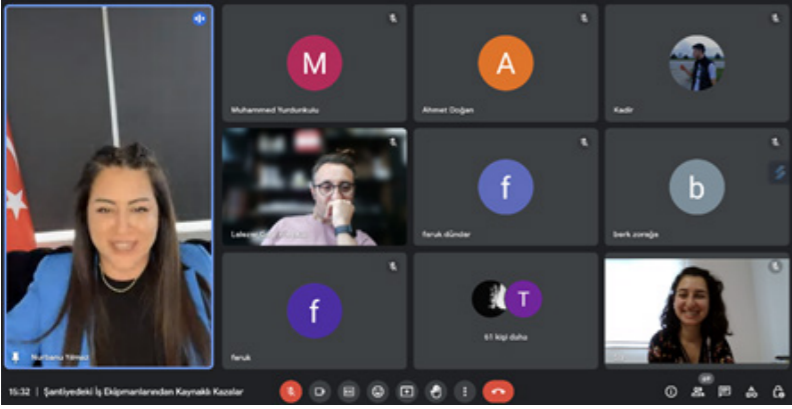 M
Muhammed Yurdunkulu
A
Ahmet Doğan
Kadir
Lalezar
f
faruk dündar
b
berk zorağa
Nurbanu Yılmaz
f
faruk
T
61 kişi daha
15:32 | Şantiyedeki İş Ekipmanlarından Kaynaklı Kazalar